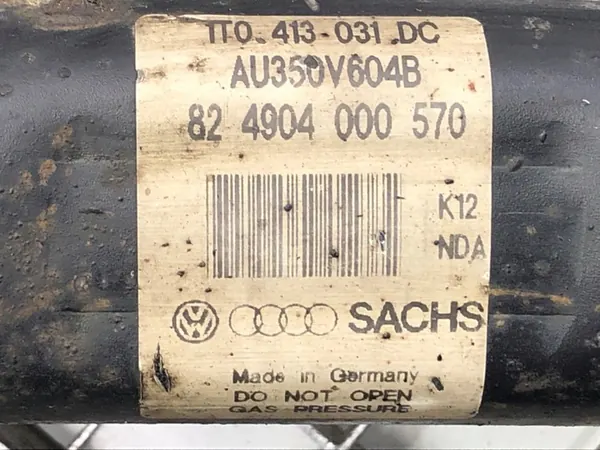 1T0 413 031 DC
AU350V604B
82 4904 000 570
K12
NDA
SACHS
Made in Germany
DO NOT OPEN
GAS PRESSURE